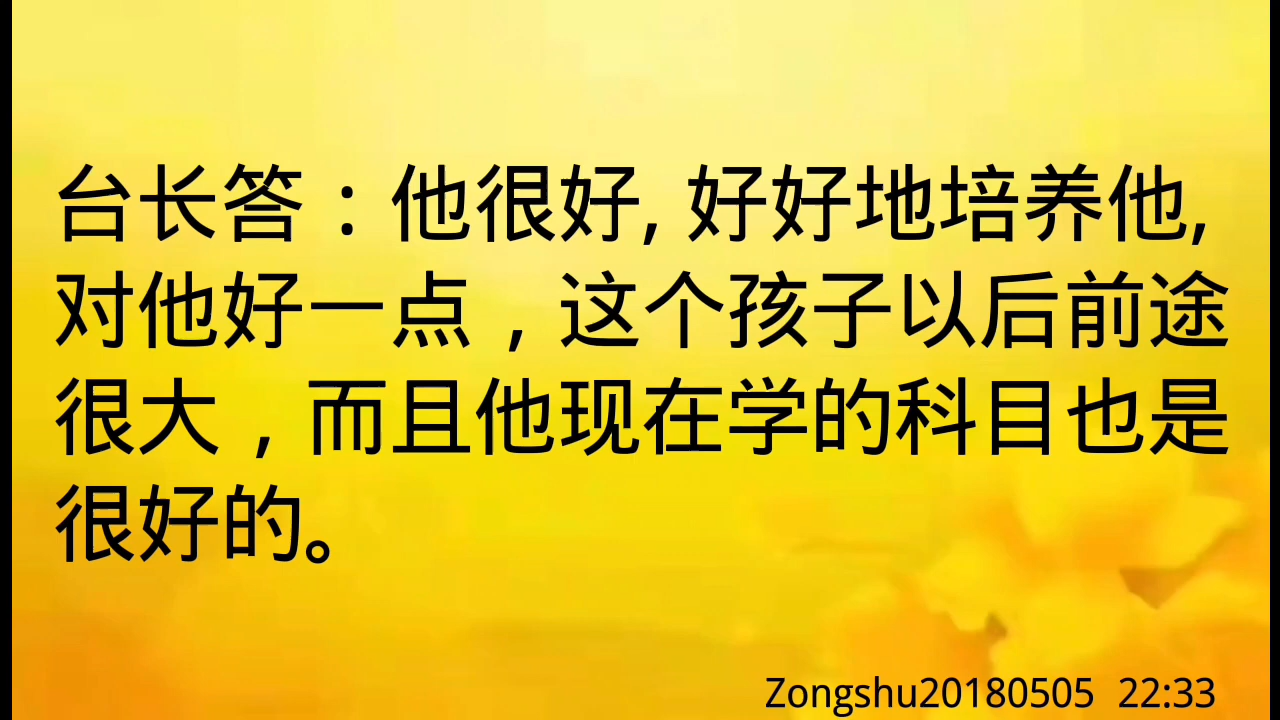 台长答：他很好, 好好地培养他,
对他好一点，这个孩子以后前途
很大，而且他现在学的科目也是
很好的。
Zongshu20180505 22:33